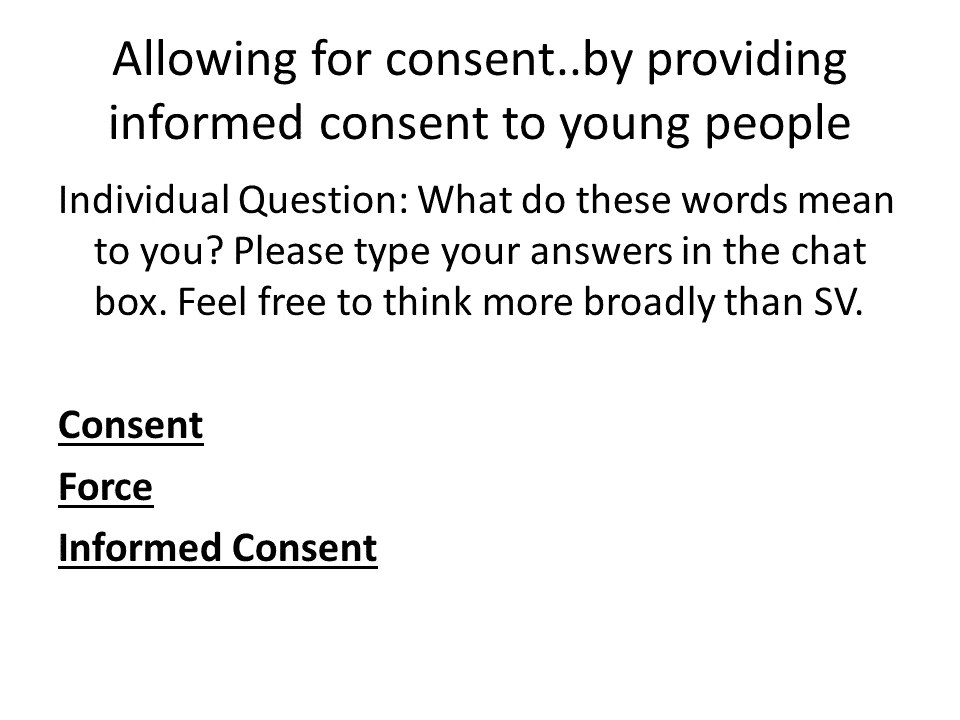 Allowing for consent..by providing
informed consent to young people
Individual Question: What do these words mean
to you? Please type your answers in the chat
box. Feel free to think more broadly than SV.
Consent
Force
Informed Consent